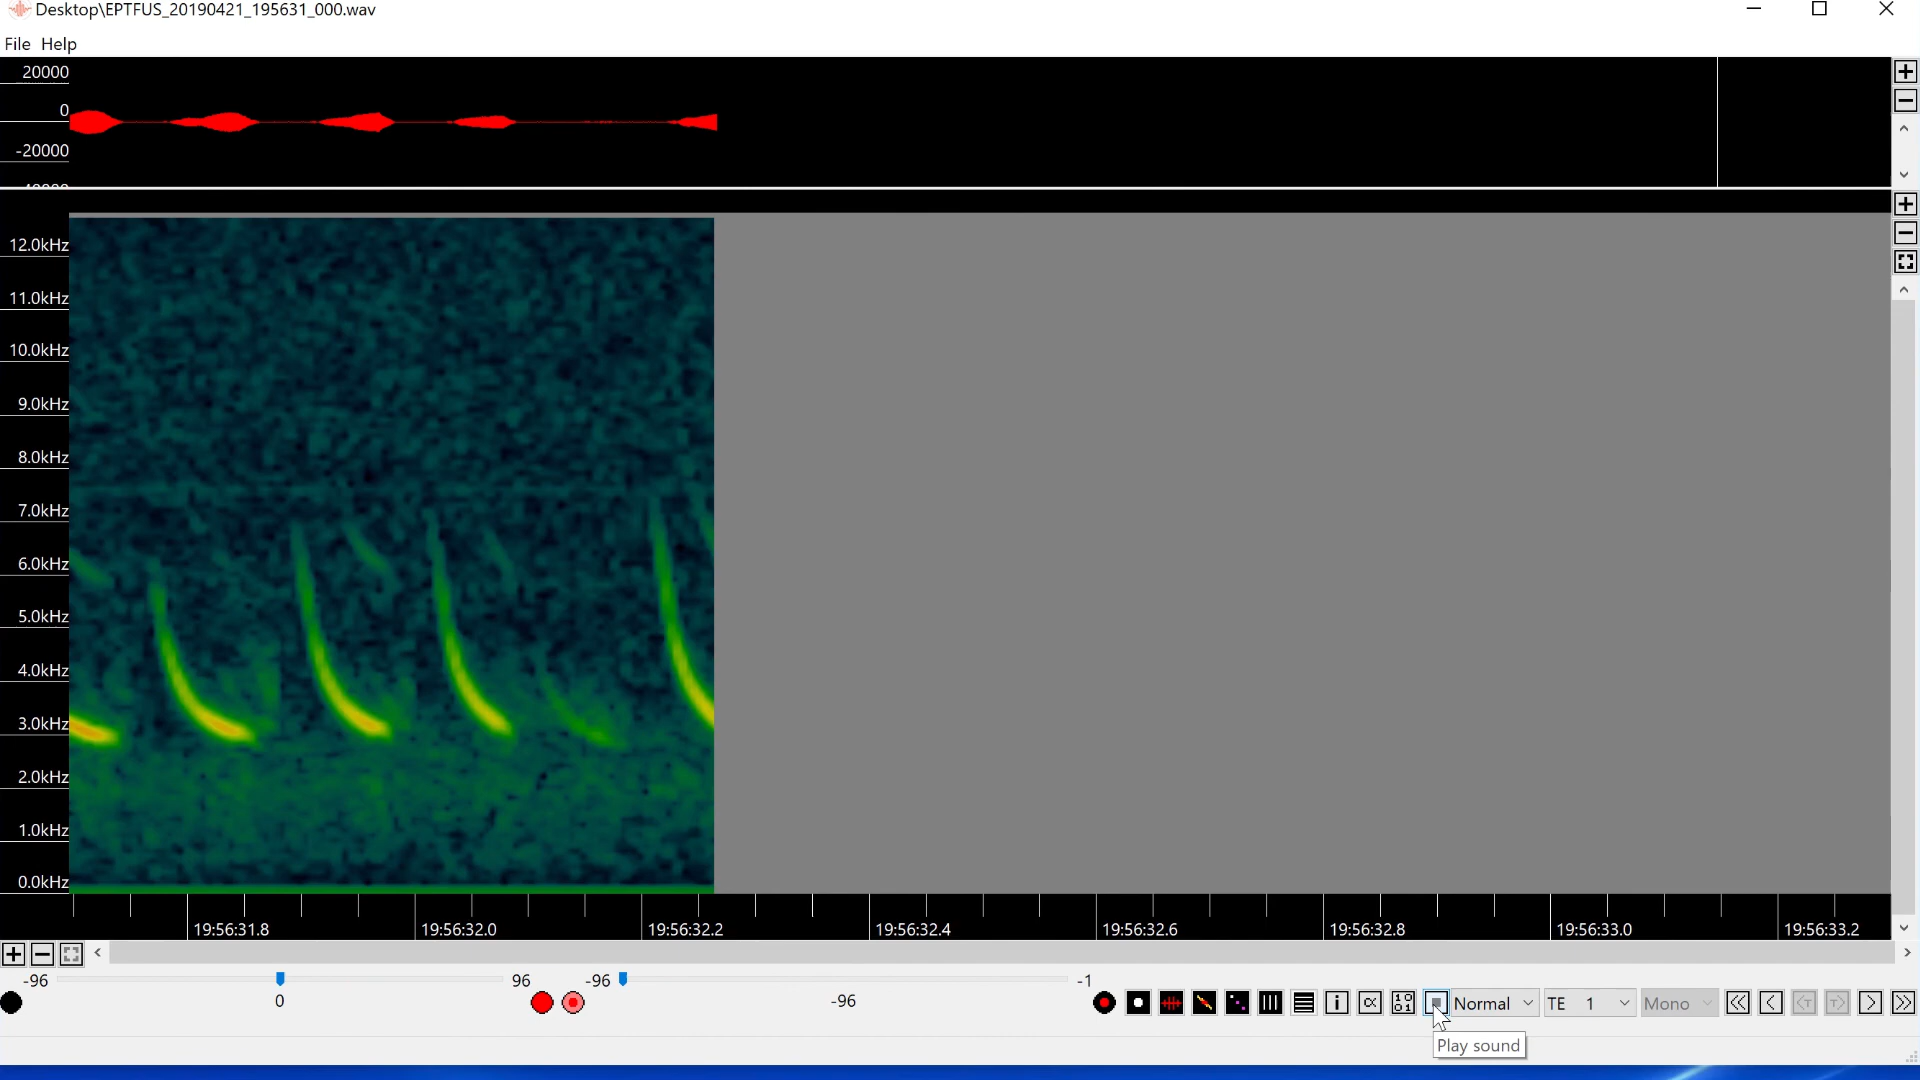 Desktop\EPTFUS_20190421_195631_000.wav
File Help
20000
0
-20000
12.0kHz
11.0kHz
10.0kHz
9.0kHz
8.0kHz
7.0kHz
6.0kHz
5.0kHz
4.0kHz
3.0kHz
2.0kHz
1.0kHz
0.0kHz
19:56:31.8 19:56:32.0 19:56:32.2 19:56:32.4 19:56:32.6 19:56:32.8 19:56:33.0 19:56:33.2
-96 96 -96 -1
0 -96
Normal TE 1 Mono
Play sound